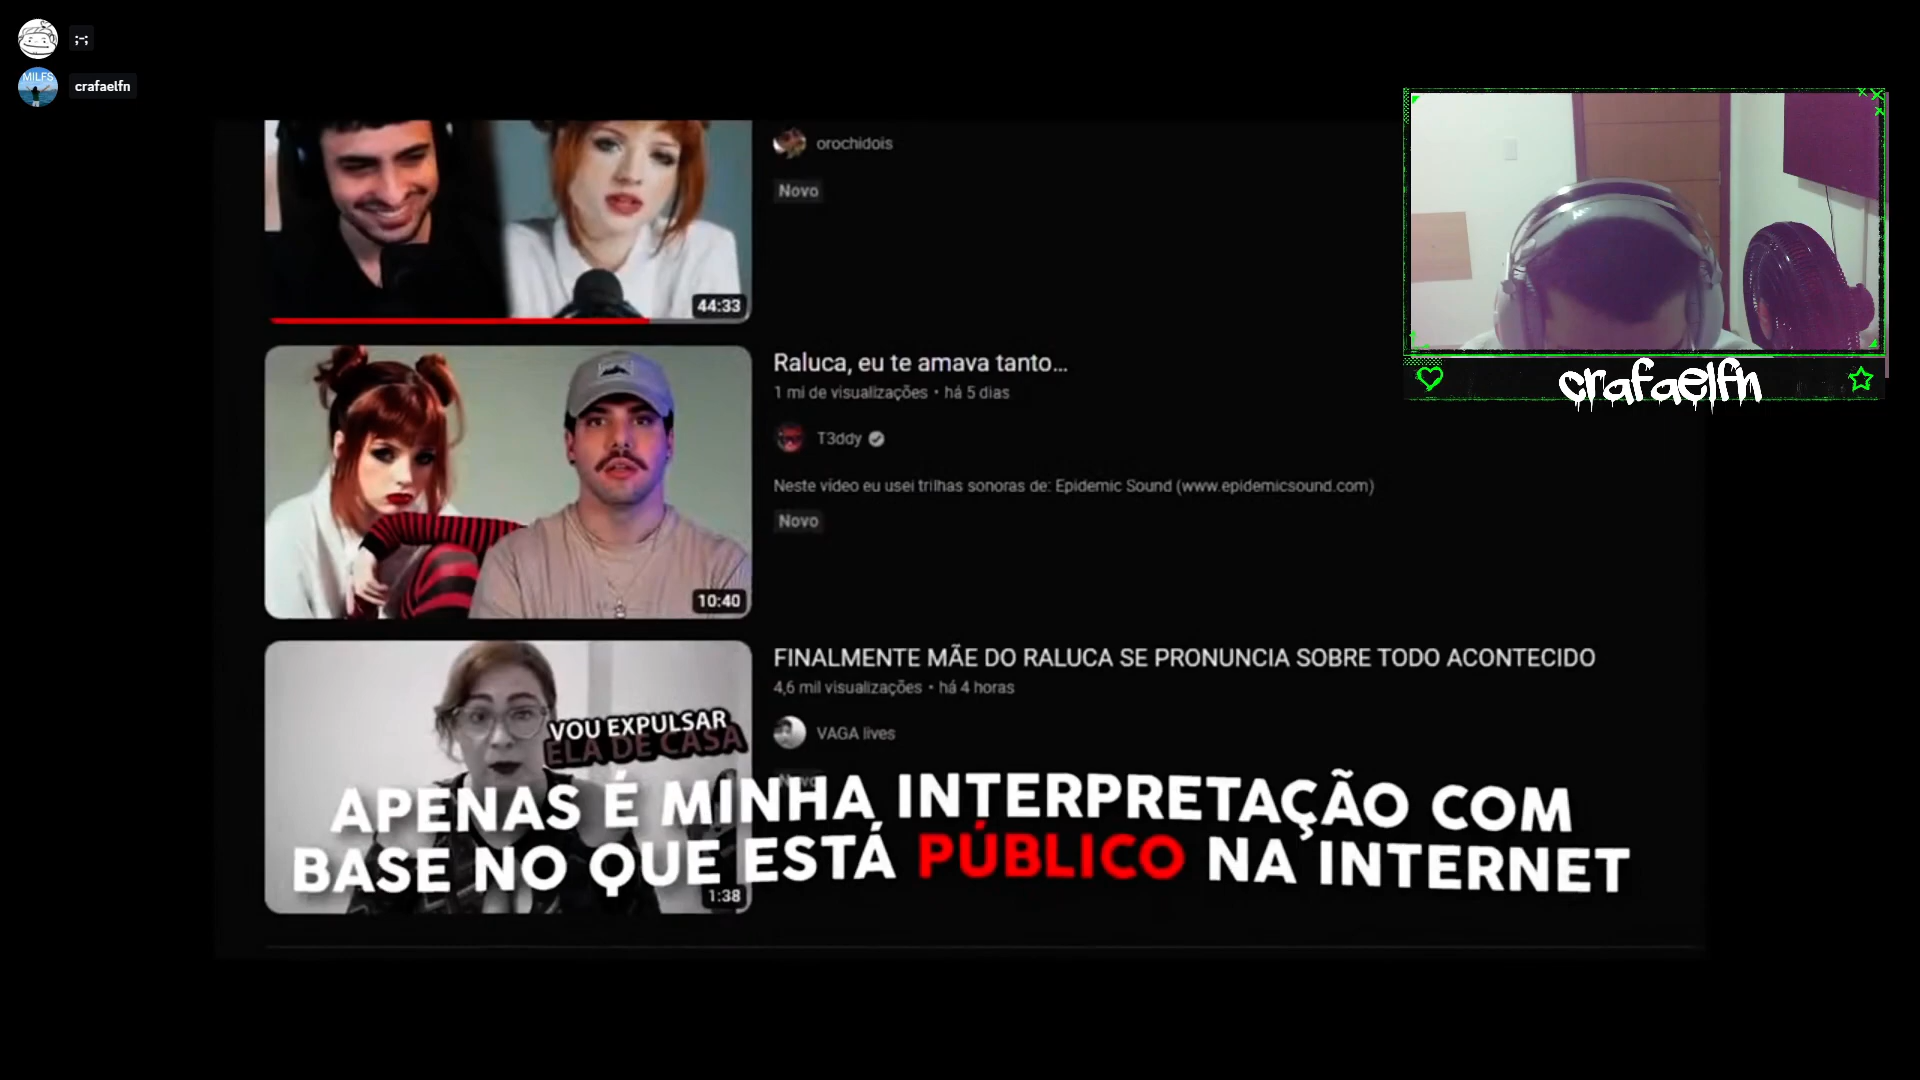 ;-;
MILFS
crafaelfn
orochidois
Novo
44:33
crafaelfn
Raluca, eu te amava tanto...
1 mi de visualizações • há 5 dias
T3ddy
Neste vídeo eu usei trilhas sonoras de: Epidemic Sound (www.epidemicsound.com)
Novo
10:40
FINALMENTE MÃE DO RALUCA SE PRONUNCIA SOBRE TODO ACONTECIDO
4,6 mil visualizações • há 4 horas
VOU EXPULSAR
ELA DE CASA
VAGA lives
Novo
APENAS É MINHA INTERPRETAÇÃO COM
BASE NO QUE ESTÁ PÚBLICO NA INTERNET
1:38